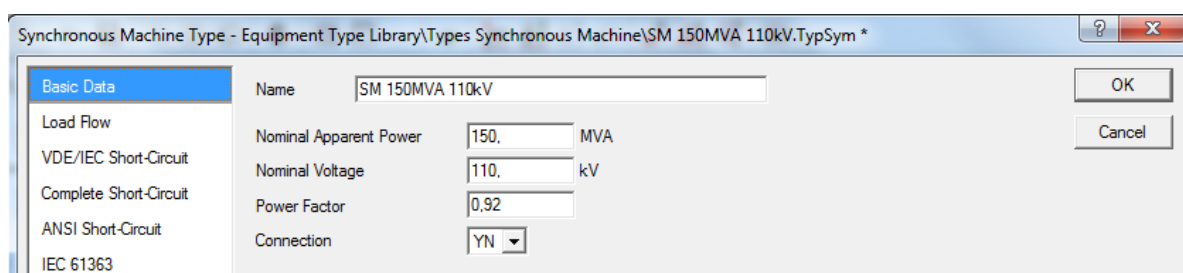 Synchronous Machine Type - Equipment Type Library\Types Synchronous Machine\SM 150MVA 110kV.TypSym *
Basic Data
Load Flow
VDE/IEC Short-Circuit
Complete Short-Circuit
ANSI Short-Circuit
IEC 61363
Name SM 150MVA 110kV
Nominal Apparent Power 150, MVA
Nominal Voltage 110, kV
Power Factor 0,92
Connection YN
OK
Cancel